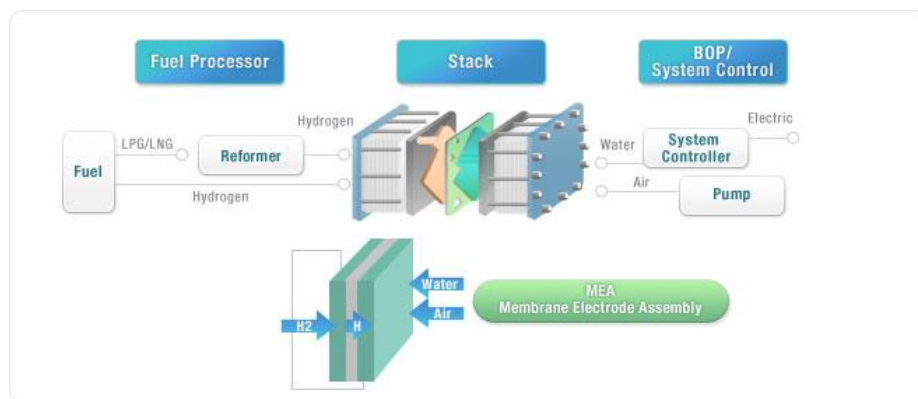 Fuel Processor
Stack
BOP/
System Control
Fuel
LPG/LNG
Reformer
Hydrogen
Hydrogen
Water
System
Controller
Electric
Air
Pump
H2
H
Water
Air
MEA
Membrane Electrode Assembly